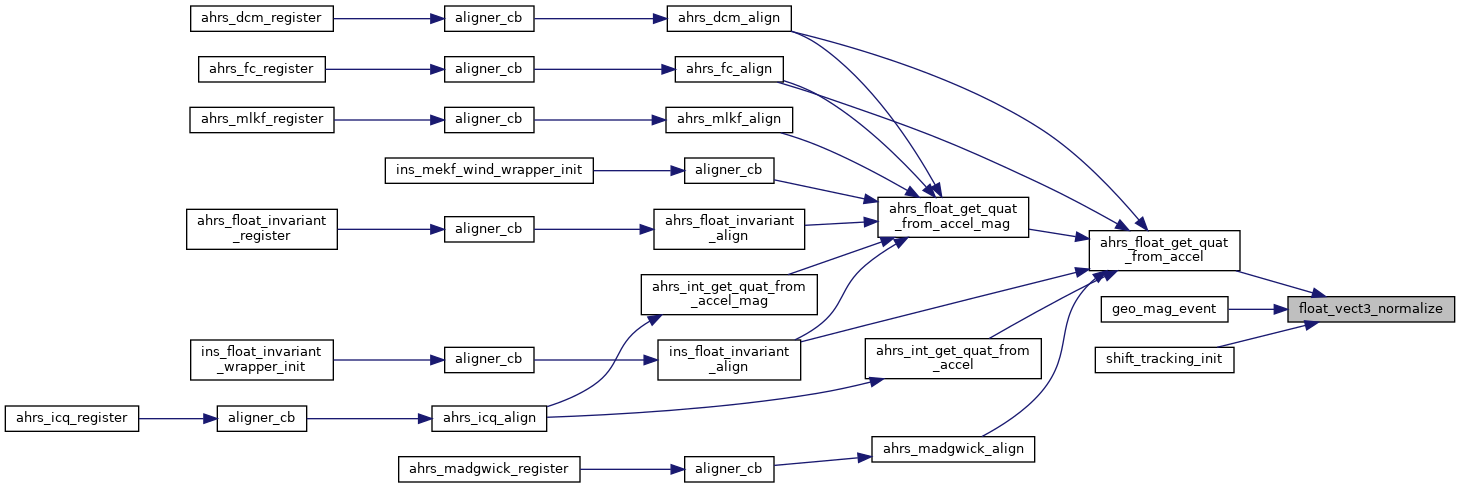 ahrs_dcm_register
aligner_cb
ahrs_dcm_align
ahrs_fc_register
aligner_cb
ahrs_fc_align
ahrs_mlkf_register
aligner_cb
ahrs_mlkf_align
ins_mekf_wind_wrapper_init
aligner_cb
ahrs_float_invariant
_register
aligner_cb
ahrs_float_invariant
_align
ahrs_float_get_quat
_from_accel_mag
ahrs_float_get_quat
_from_accel
ahrs_int_get_quat_from
_accel_mag
geo_mag_event
float_vect3_normalize
ins_float_invariant
_wrapper_init
aligner_cb
ins_float_invariant
_align
ahrs_int_get_quat_from
_accel
shift_tracking_init
ahrs_icq_register
aligner_cb
ahrs_icq_align
ahrs_madgwick_register
aligner_cb
ahrs_madgwick_align